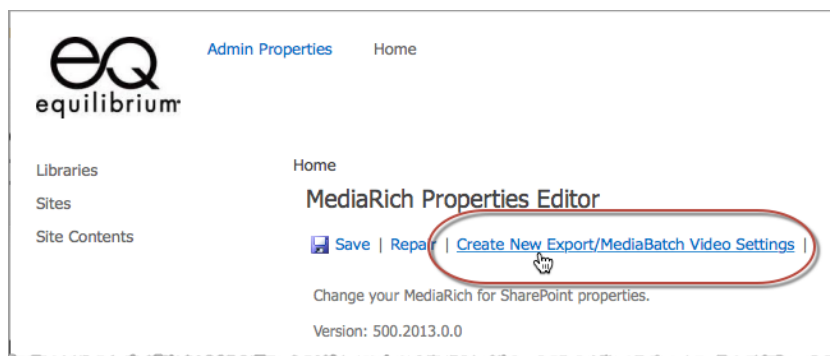 Admin Properties Home
eQ
equilibrium
Libraries
Sites
Site Contents
Home
MediaRich Properties Editor
Save | Repair | Create New Export/MediaBatch Video Settings |
Change your MediaRich for SharePoint properties.
Version: 500.2013.0.0